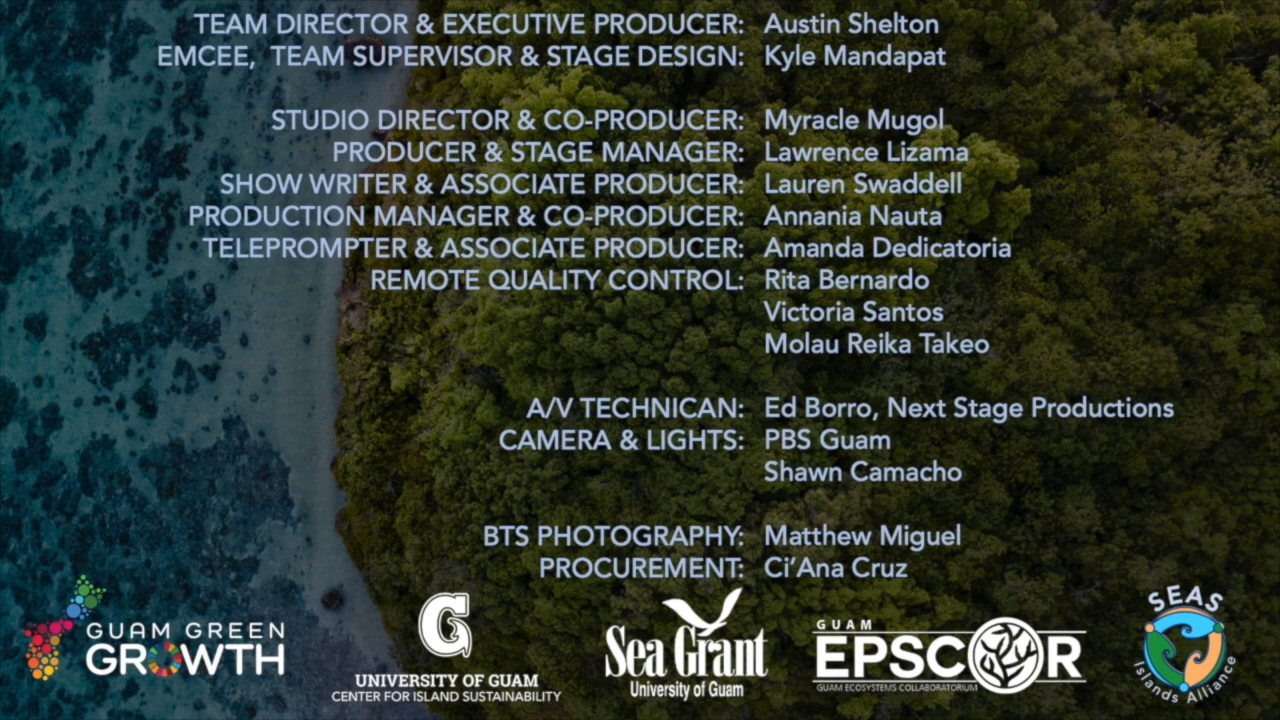 TEAM DIRECTOR & EXECUTIVE PRODUCER: Austin Shelton
EMCEE, TEAM SUPERVISOR & STAGE DESIGN: Kyle Mandapat
STUDIO DIRECTOR & CO-PRODUCER: Myracle Mugol
PRODUCER & STAGE MANAGER: Lawrence Lizama
SHOW WRITER & ASSOCIATE PRODUCER: Lauren Swaddell
PRODUCTION MANAGER & CO-PRODUCER: Annania Nauta
TELEPROMPTER & ASSOCIATE PRODUCER: Amanda Dedicatoria
REMOTE QUALITY CONTROL: Rita Bernardo
Victoria Santos
Molau Reika Takeo
A/V TECHNICAN: Ed Borro, Next Stage Productions
CAMERA & LIGHTS: PBS Guam
Shawn Camacho
BTS PHOTOGRAPHY: Matthew Miguel
PROCUREMENT: Ci'Ana Cruz
GUAM GREEN
GROWTH
G
UNIVERSITY OF GUAM
CENTER FOR ISLAND SUSTAINABILITY
Sea Grant
University of Guam
GUAM
EPSCOR
GUAM ECOSYSTEMS COLLABORATORIUM
SEAS
Islands Alliance